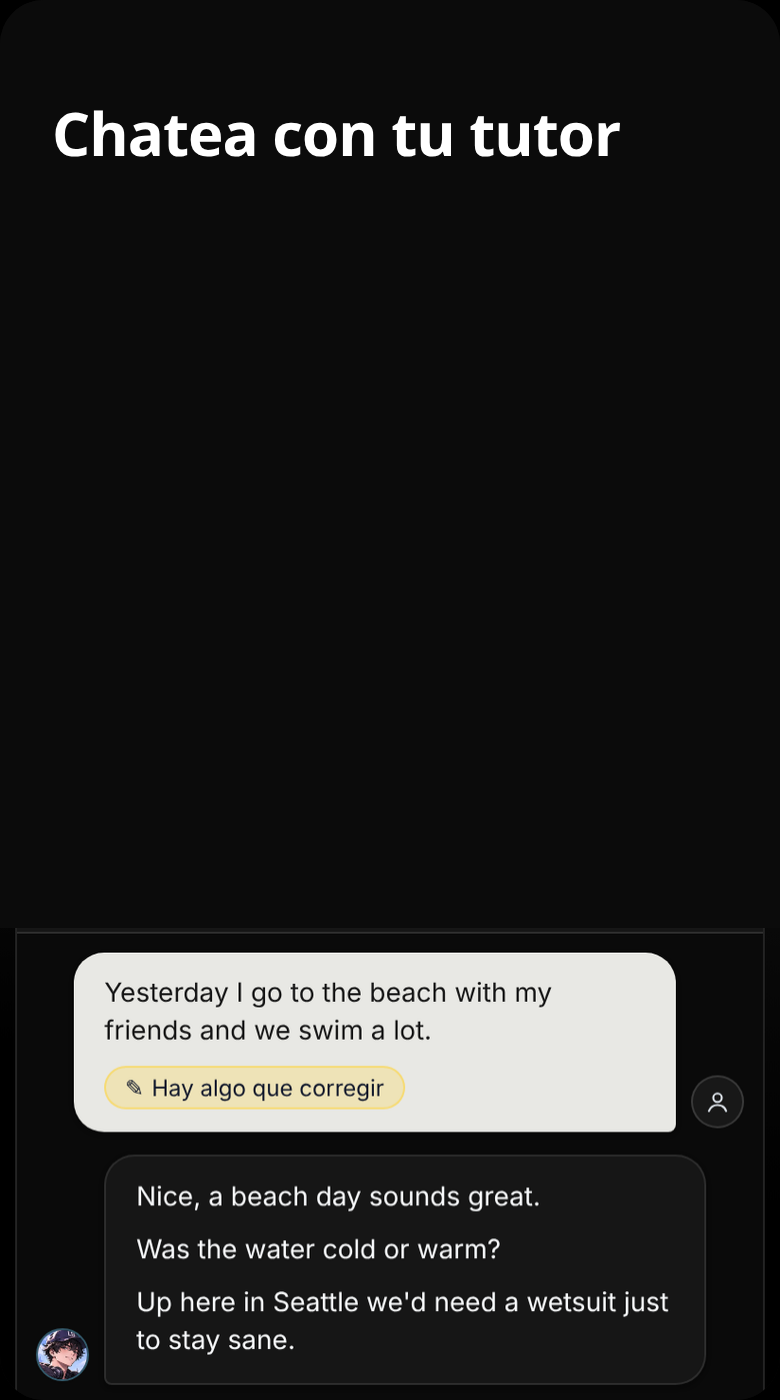 Chatea con tu tutor
Yesterday I go to the beach with my
friends and we swim a lot.
✎ Hay algo que corregir
Nice, a beach day sounds great.
Was the water cold or warm?
Up here in Seattle we'd need a wetsuit just
to stay sane.